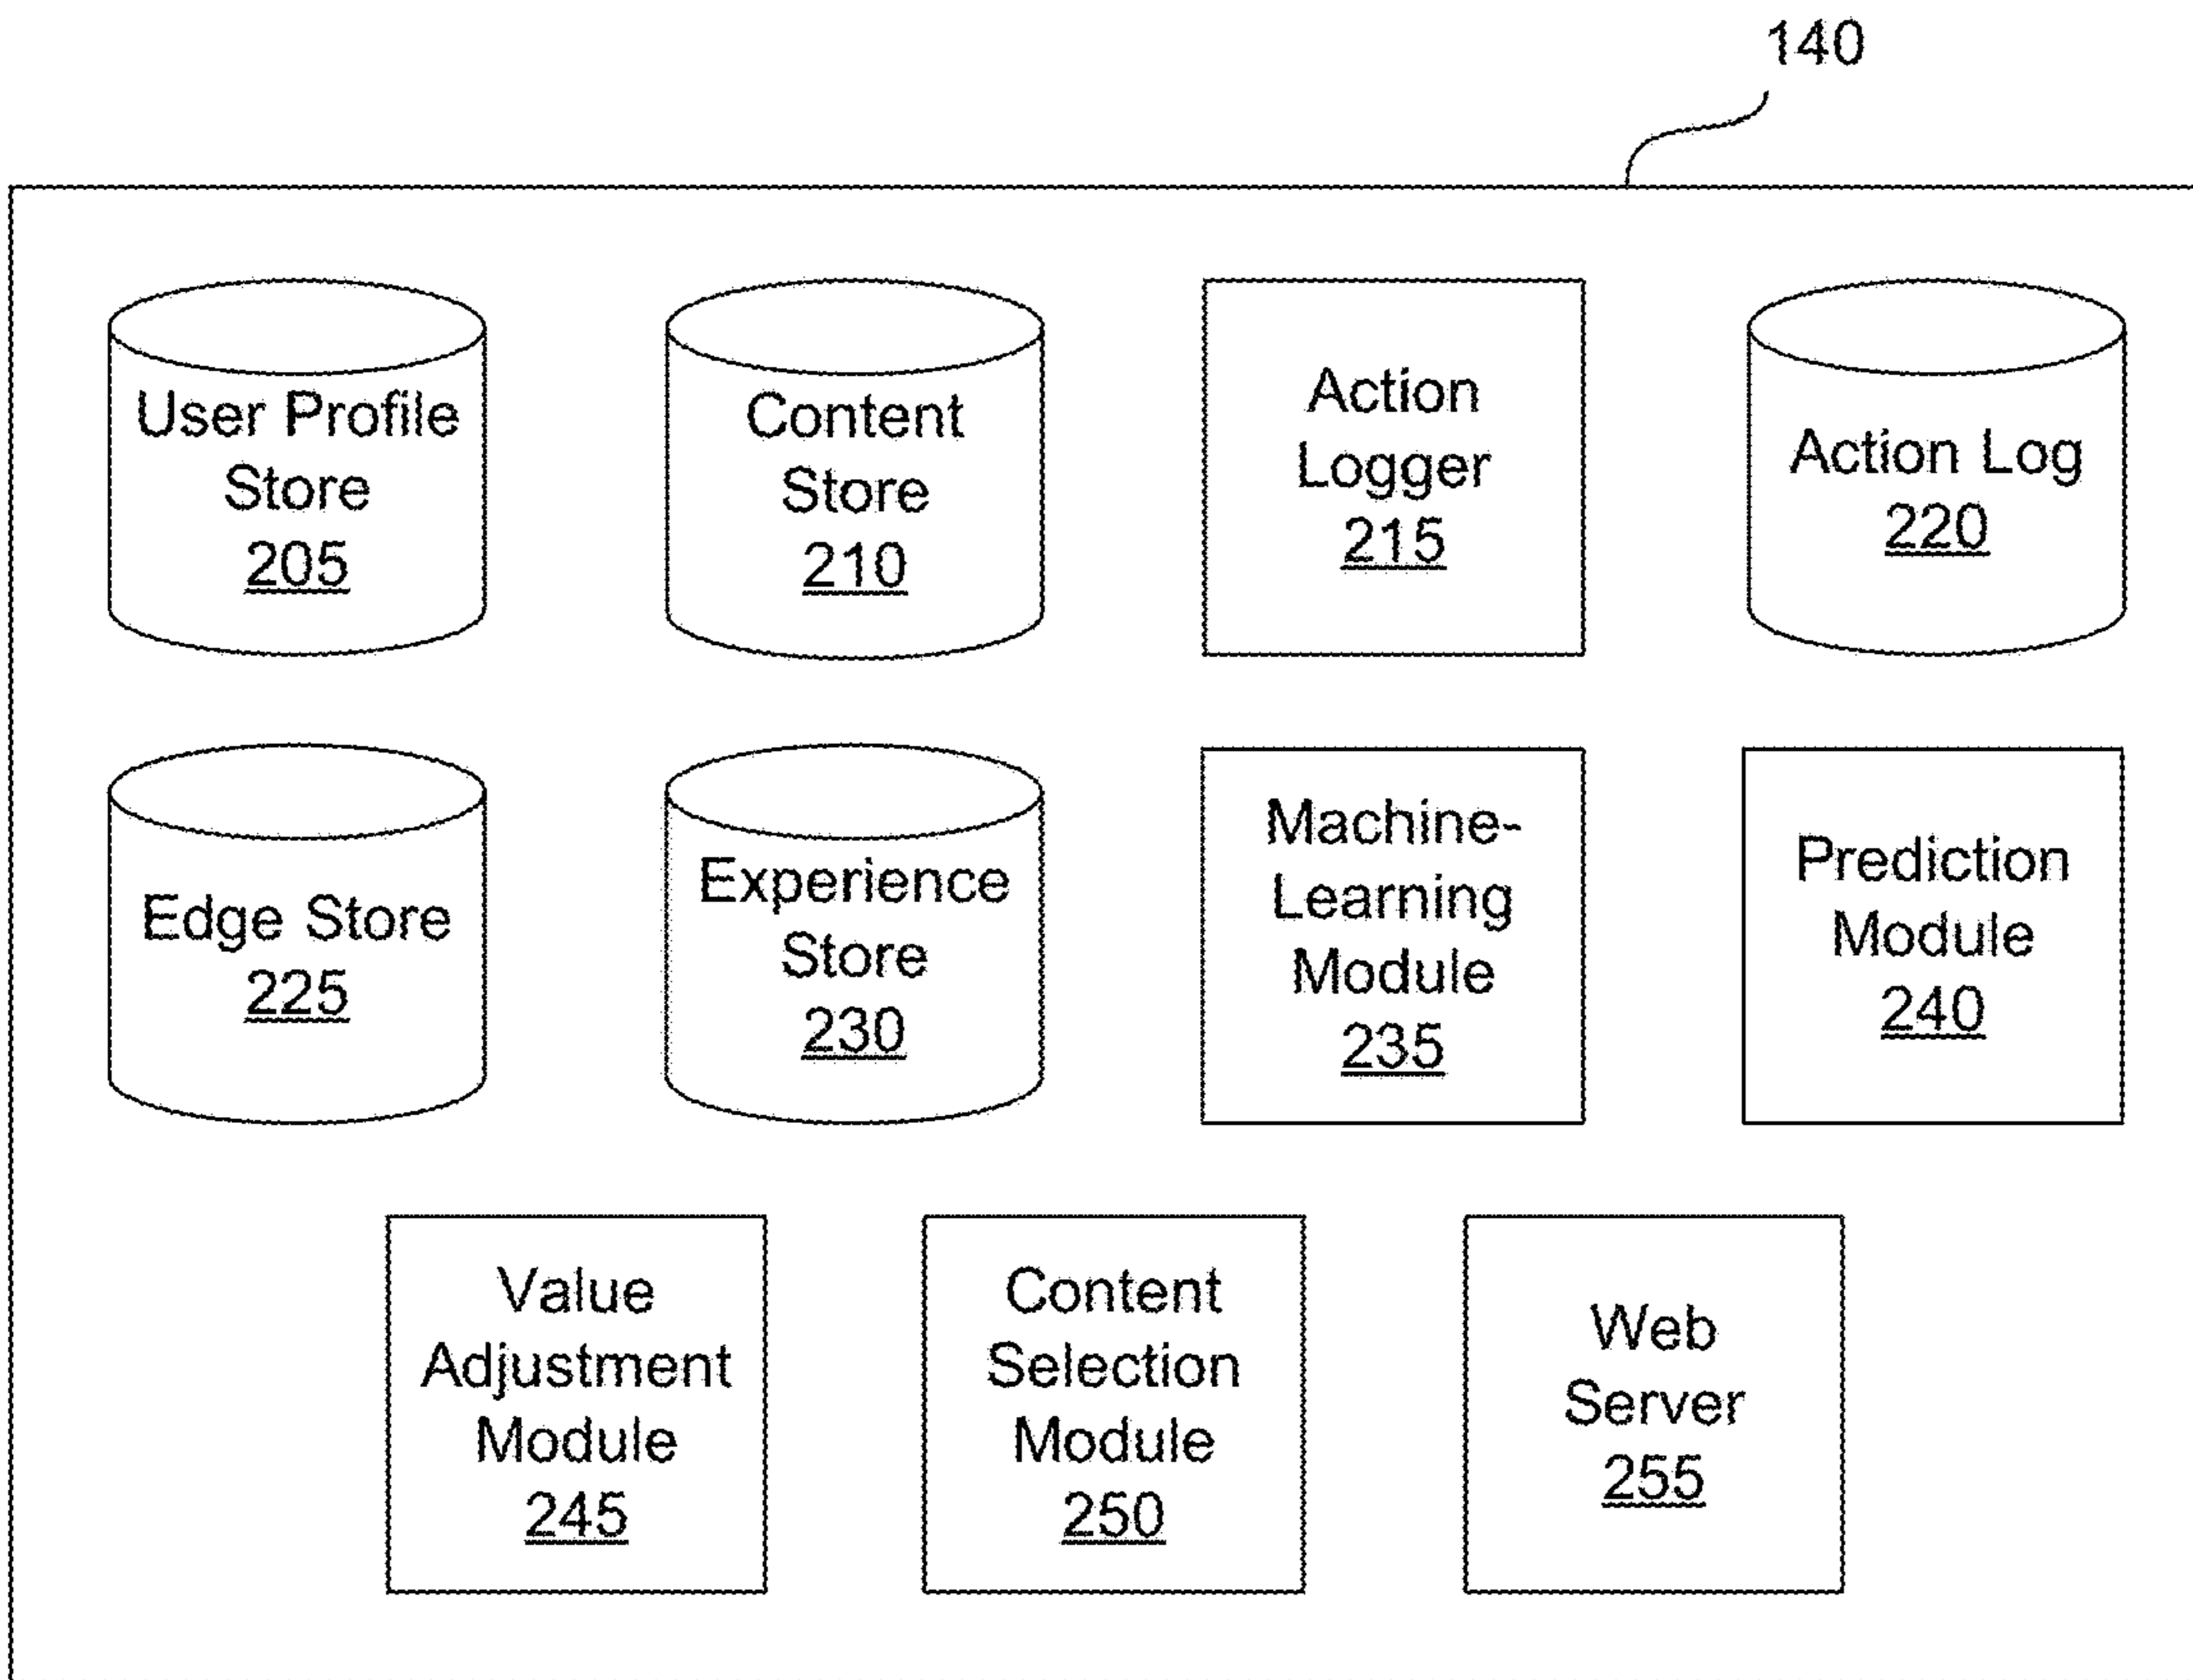 140
User Profile
Store
205
Content
Store
210
Action
Logger
215
Action Log
220
Edge Store
225
Experience
Store
230
Machine-
Learning
Module
235
Prediction
Module
240
Value
Adjustment
Module
245
Content
Selection
Module
250
Web
Server
255